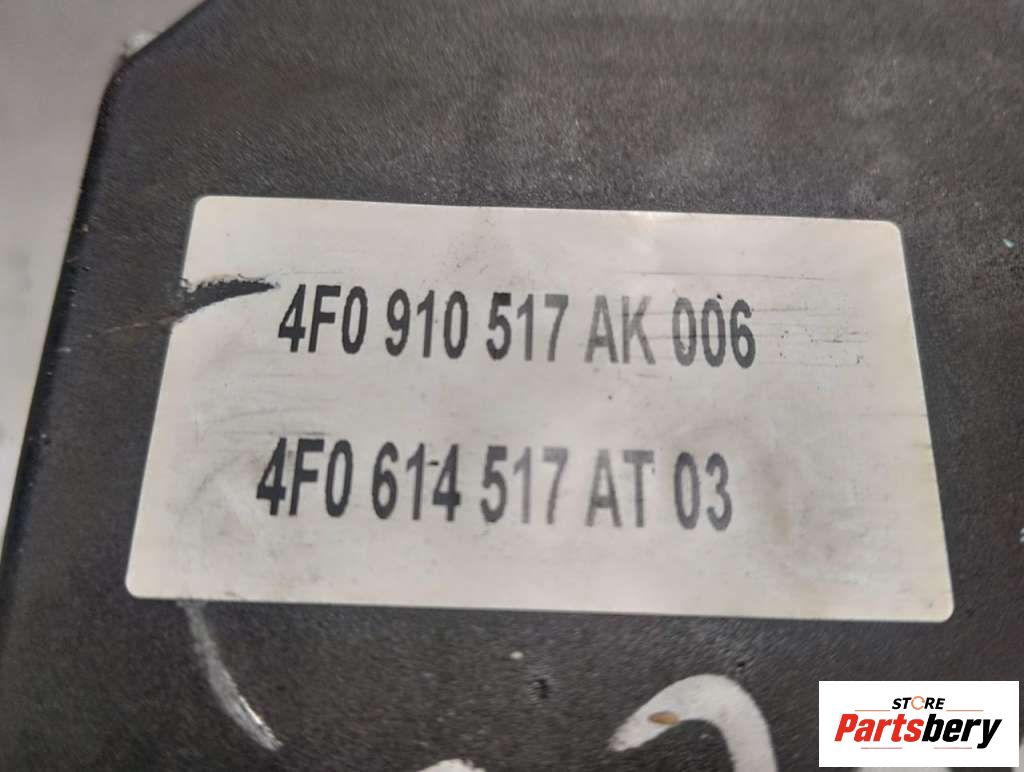 4F0 910 517 AK 006
4F0 614 517 AT 03
STORE
Partsbery